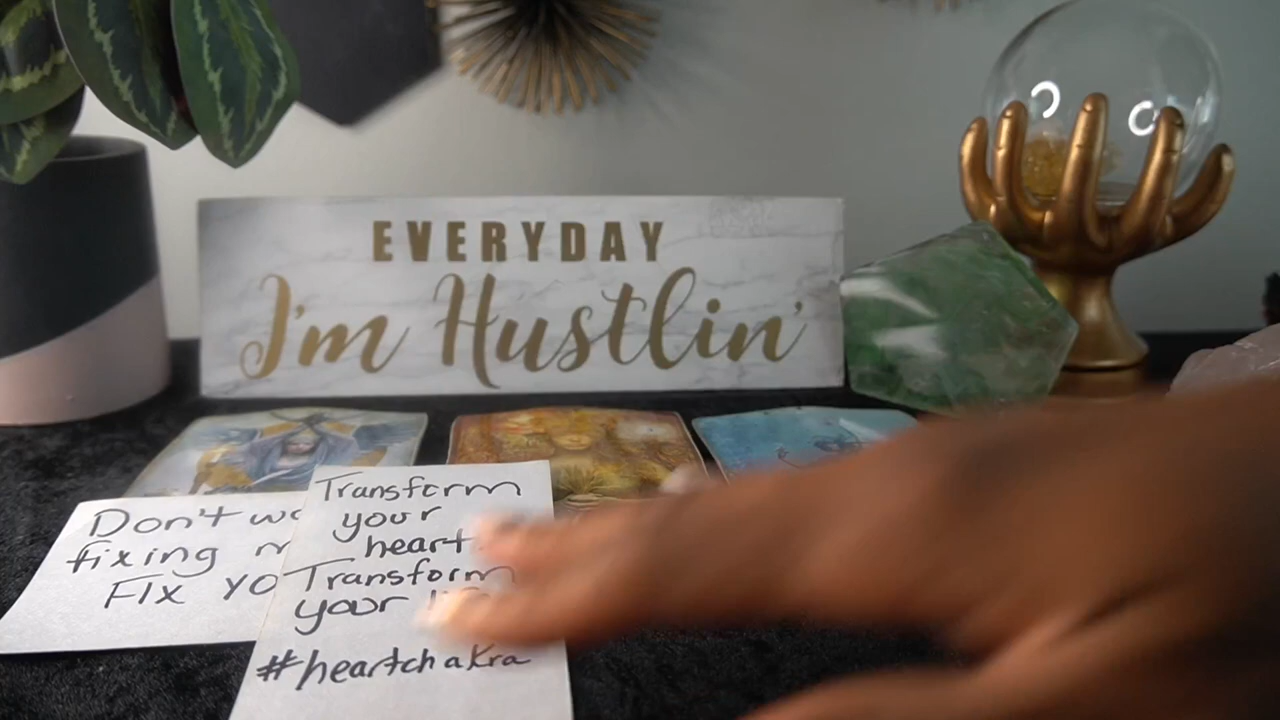 EVERYDAY
I'm Hustlin'
Don't
fixing
Fix
Transform
your
heart
Transform
your
#heartchakra